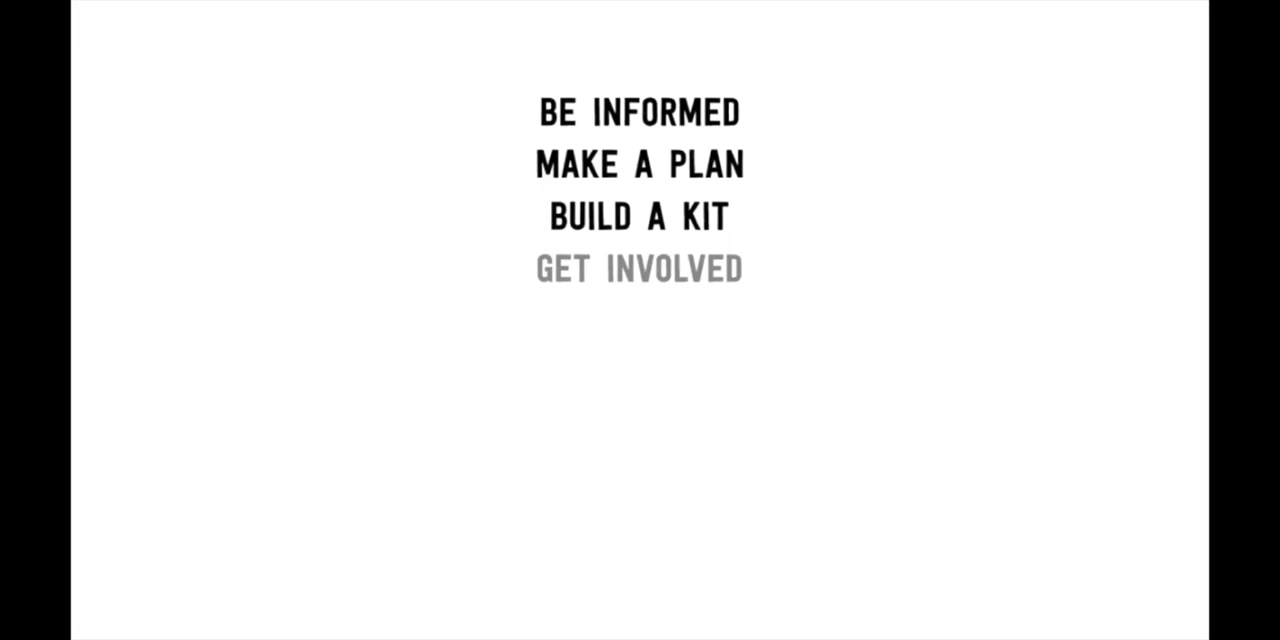 BE INFORMED
MAKE A PLAN
BUILD A KIT
GET INVOLVED